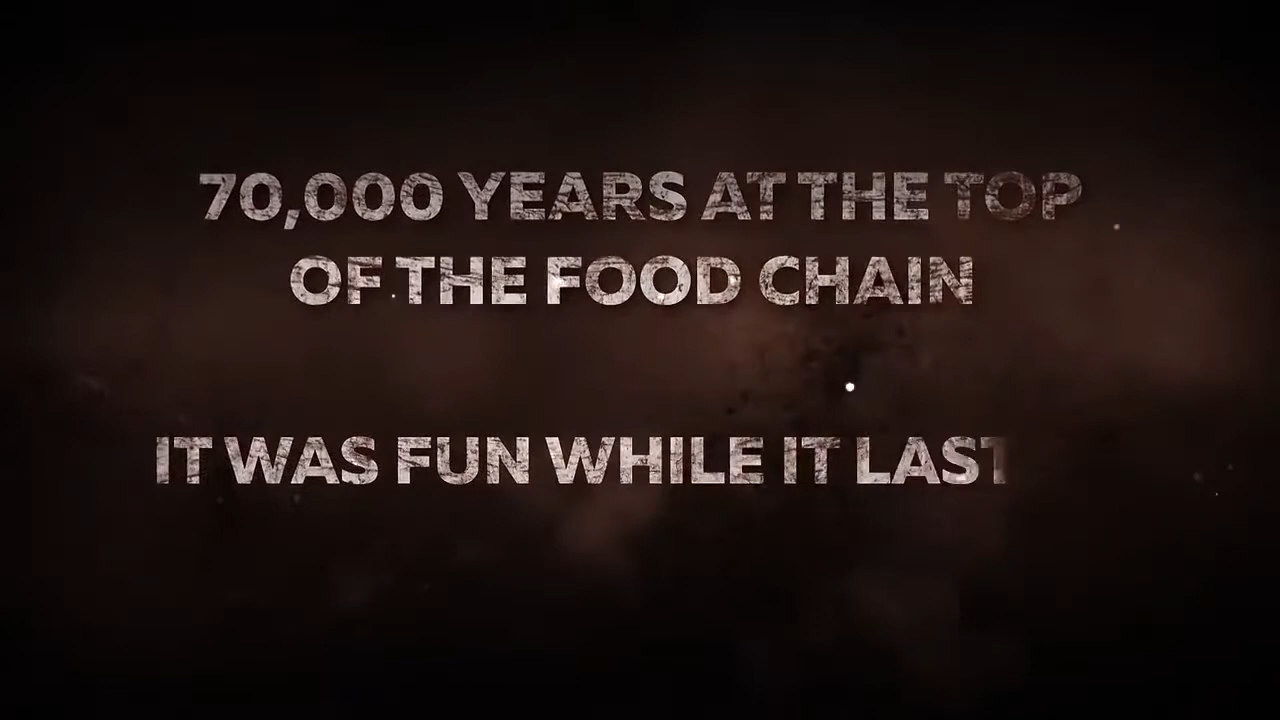 70,000 YEARS AT THE TOP
OF THE FOOD CHAIN
IT WAS FUN WHILE IT LAST